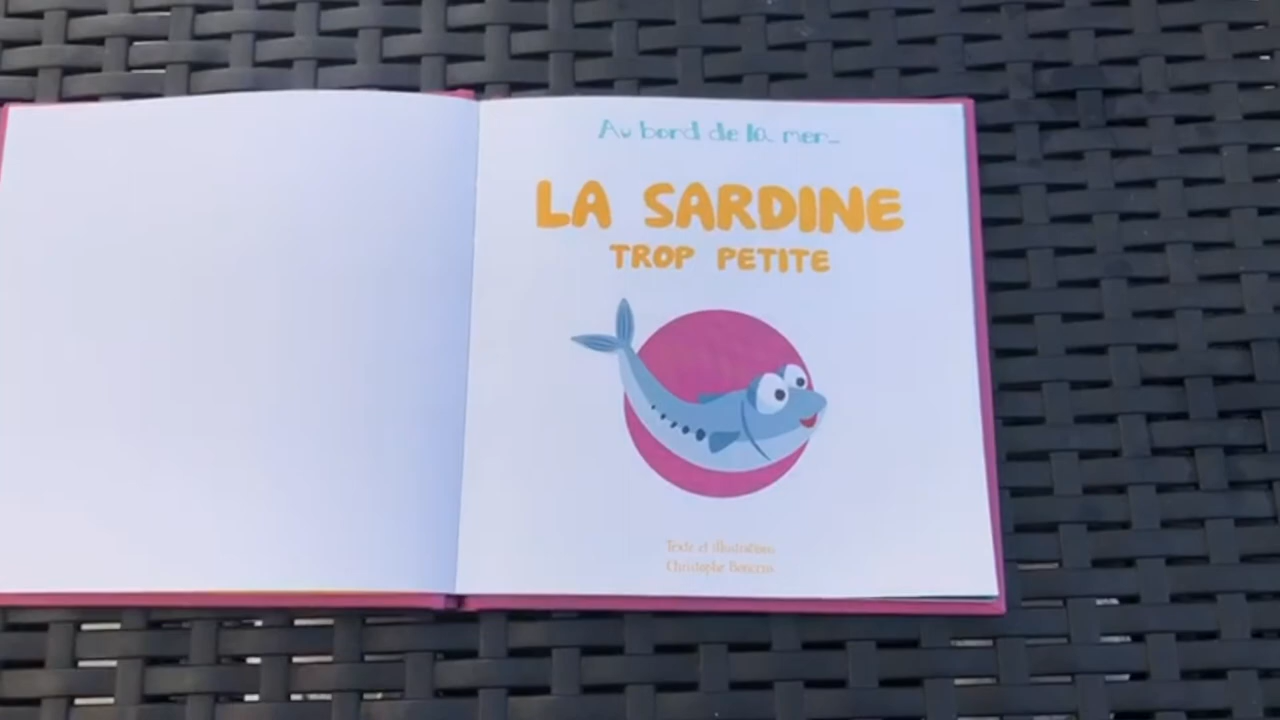 Au bord de la mer...
LA SARDINE
TROP PETITE
Texte et illustrations
Christophe